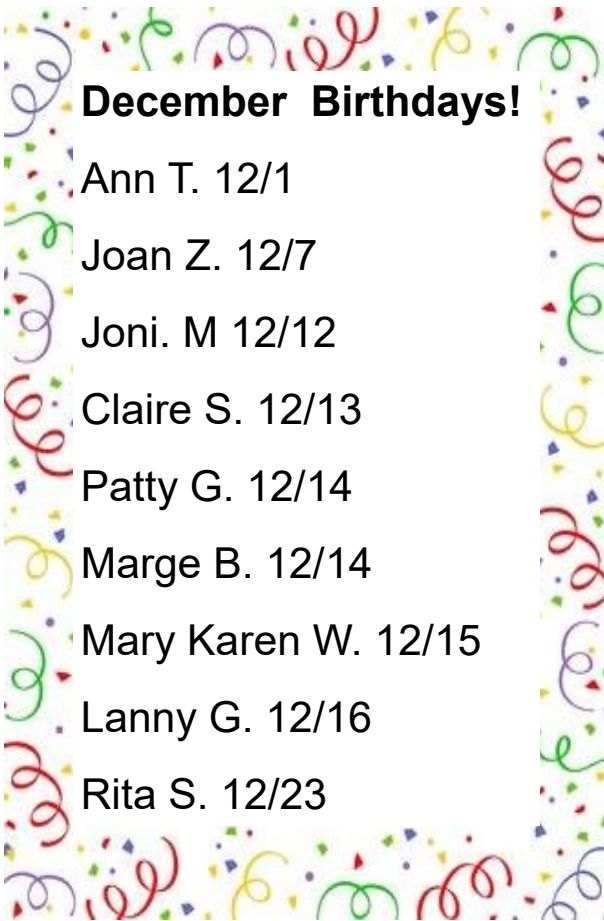 December Birthdays!
Ann T. 12/1
Joan Z. 12/7
Joni. M 12/12
Claire S. 12/13
Patty G. 12/14
Marge B. 12/14
Mary Karen W. 12/15
Lanny G. 12/16
Rita S. 12/23